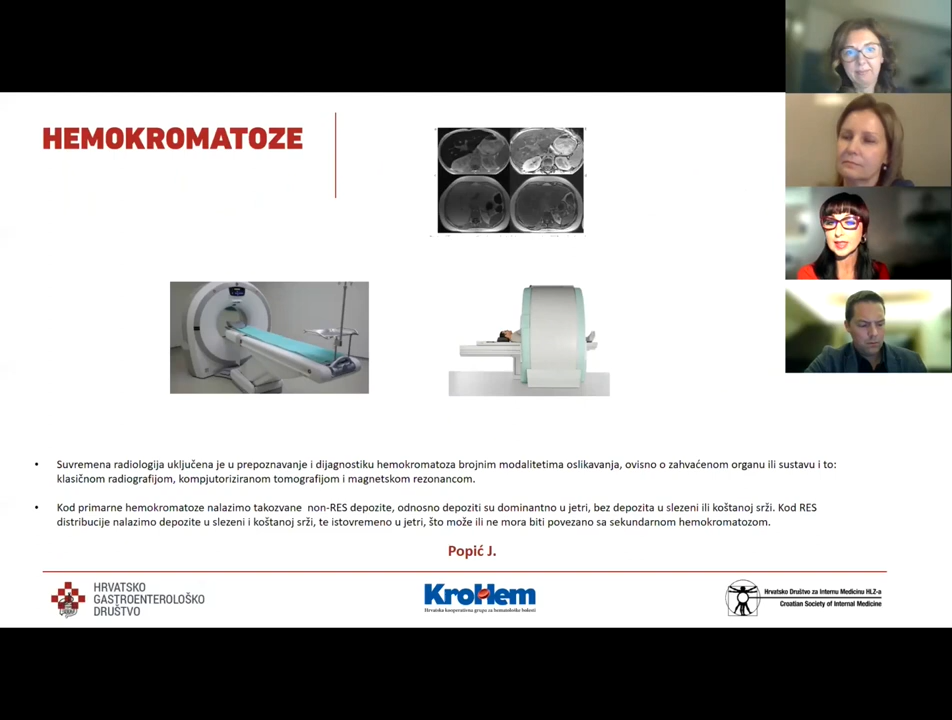 HEMOKROMATOZE
• Suvremena radiologija uključena je u prepoznavanje i dijagnostiku hemokromatoza brojnim modalitetima oslikavanja, ovisno o zahvaćenom organu ili sustavu i to:
klasičnom radiografijom, kompjutoriziranom tomografijom i magnetskom rezonancom.
• Kod primarne hemokromatoze nalazimo takozvane non-RES depozite, odnosno depoziti su dominantno u jetri, bez depozita u slezeni ili koštanoj srži. Kod RES
distribucije nalazimo depozite u slezeni i koštanoj srži, te istovremeno u jetri, što može ili ne mora biti povezano sa sekundarnom hemokromatozom.
Popić J.
HRVATSKO
GASTROENTEROLOŠKO
DRUŠTVO
KroHem
Hrvatska kooperativna grupa za hematološke bolesti
Hrvatsko Društvo za Internu Medicinu HLZ-a
Croatian Society of Internal Medicine